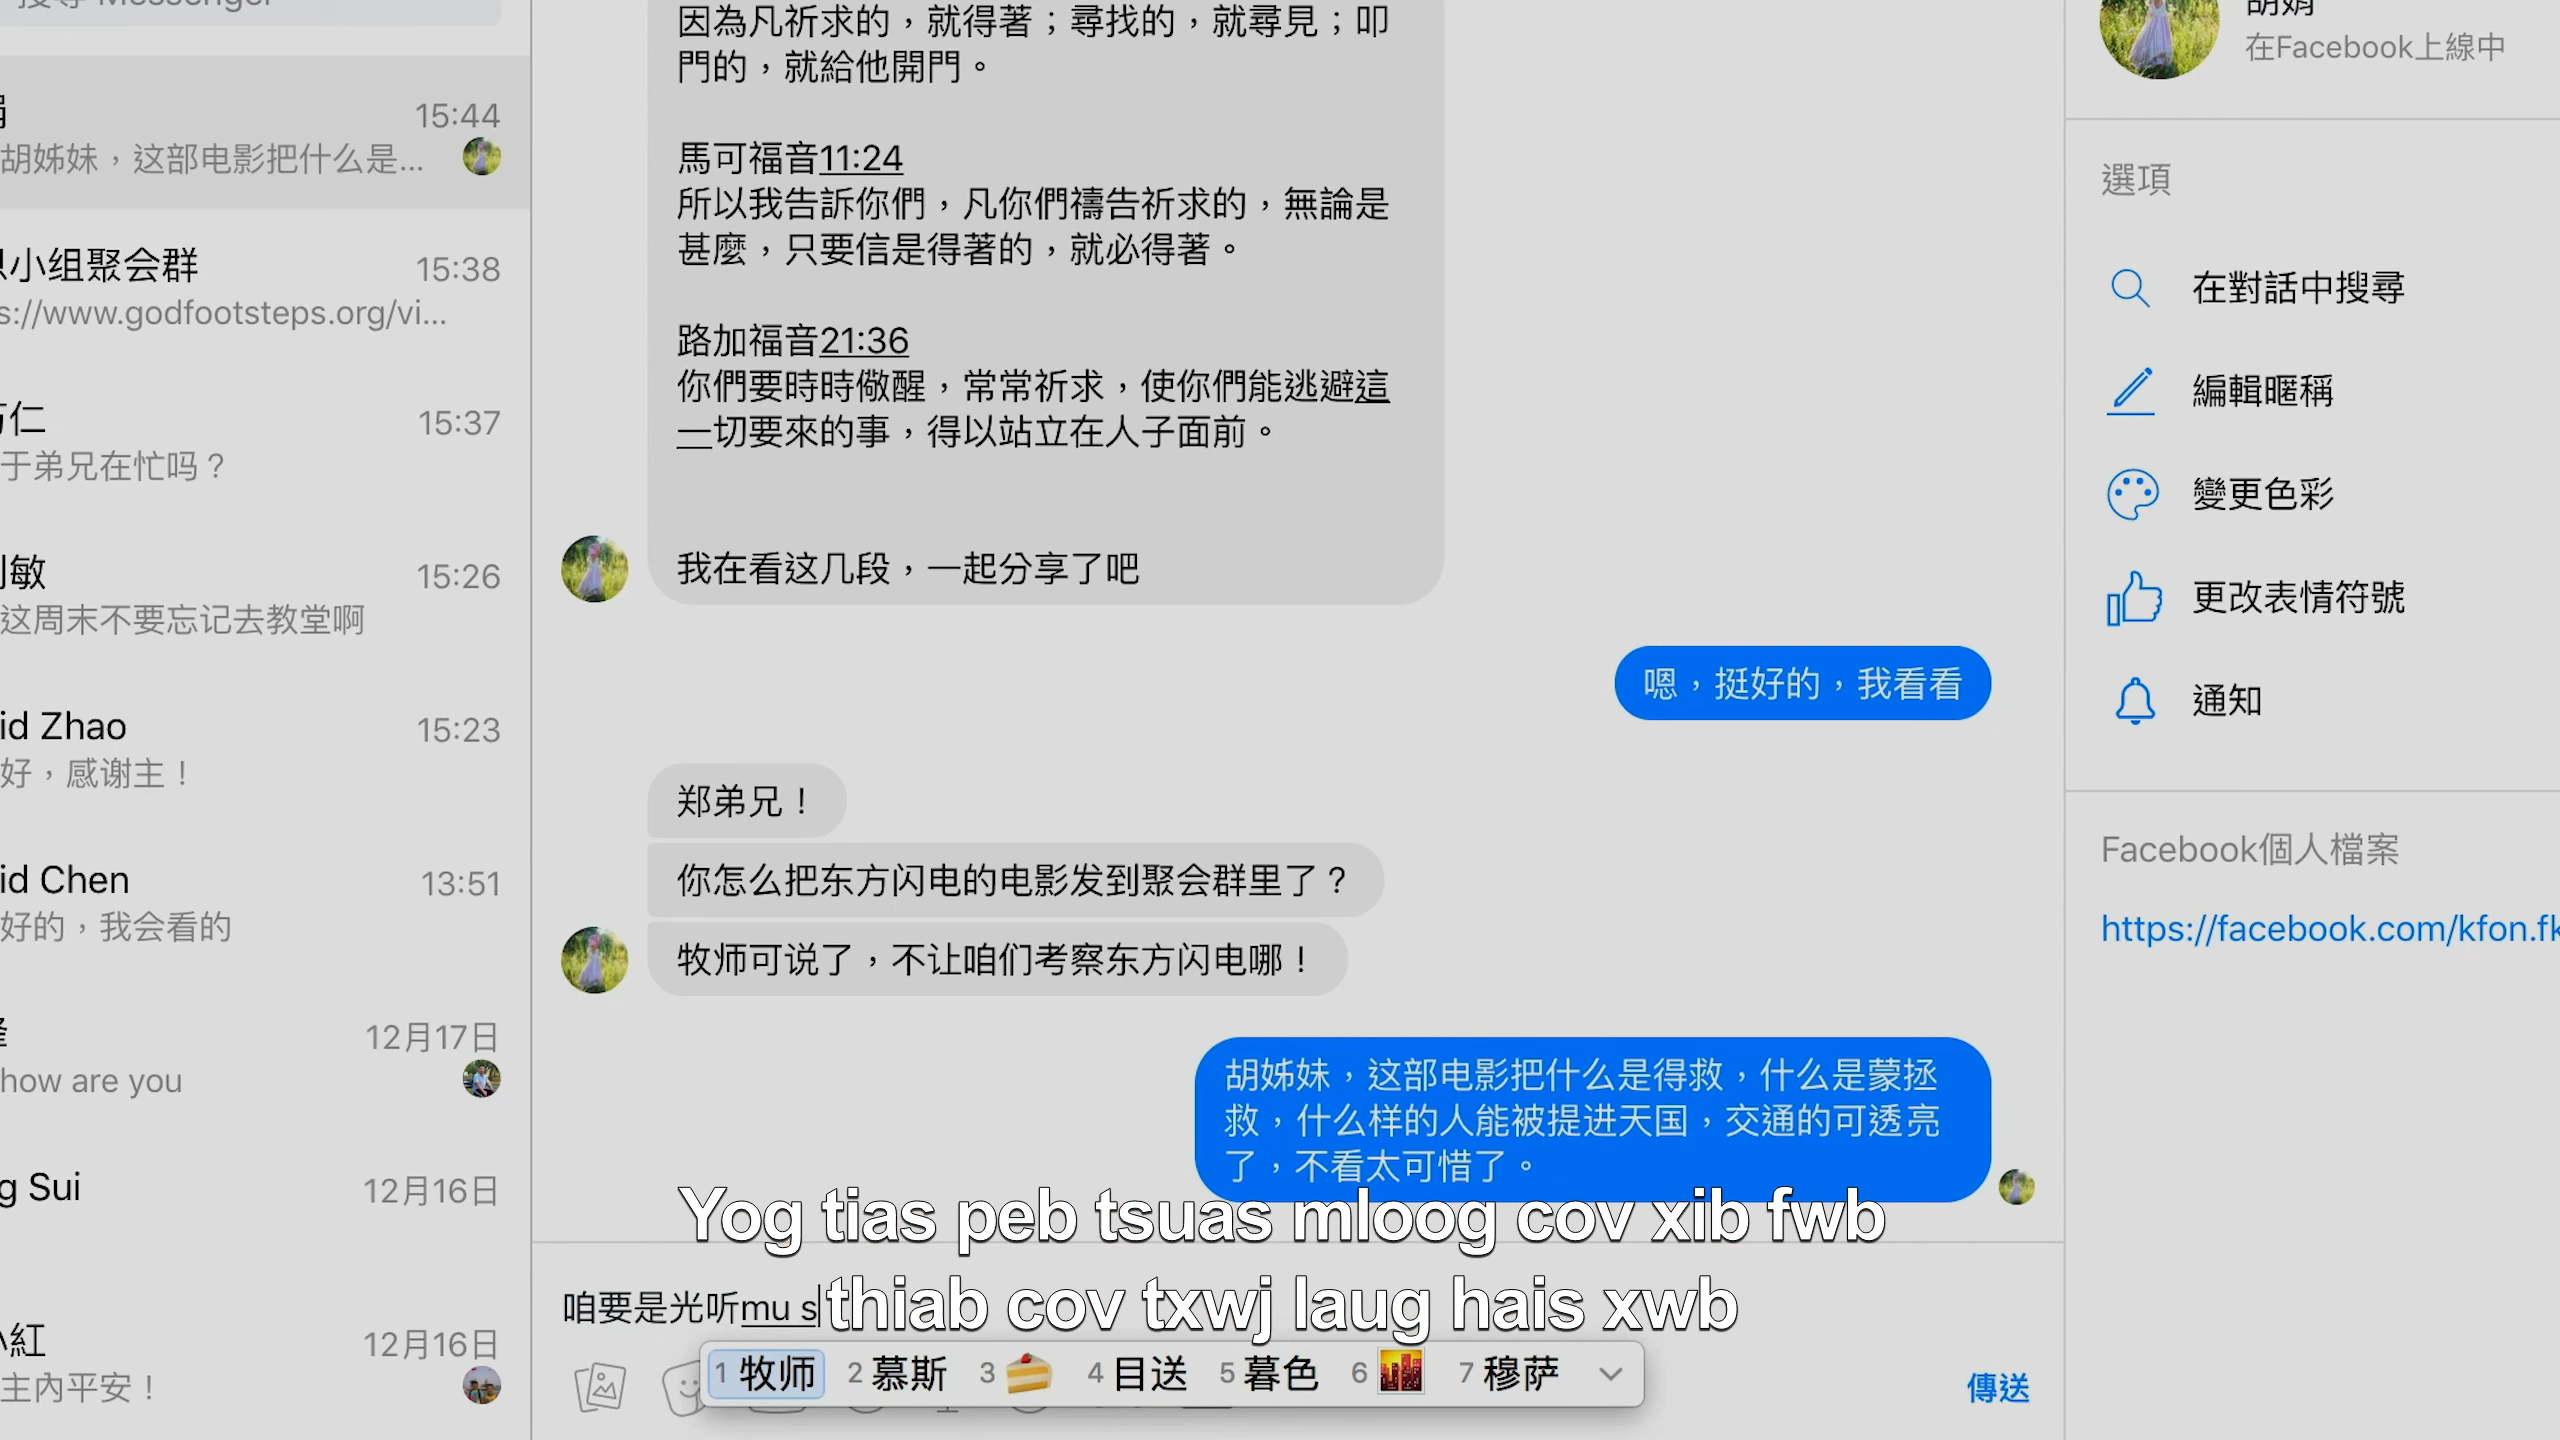 搜尋 Messenger
15:44
胡姊妹，这部电影把什么是...
小组聚会群
15:38
s://www.godfootsteps.org/vi...
仁
15:37
于弟兄在忙吗？
敏
15:26
这周末不要忘记去教堂啊
id Zhao
15:23
好，感谢主！
id Chen
13:51
好的，我会看的
12月17日
how are you
g Sui
12月16日
紅
12月16日
主內平安！
因為凡祈求的，就得著；尋找的，就尋見；叩
門的，就給他開門。
馬可福音11:24
所以我告訴你們，凡你們禱告祈求的，無論是
甚麼，只要信是得著的，就必得著。
路加福音21:36
你們要時時儆醒，常常祈求，使你們能逃避這
一切要來的事，得以站立在人子面前。
我在看这几段，一起分享了吧
嗯，挺好的，我看看
郑弟兄！
你怎么把东方闪电的电影发到聚会群里了？
牧师可说了，不让咱们考察东方闪电哪！
胡姊妹，这部电影把什么是得救，什么是蒙拯
救，什么样的人能被提进天国，交通的可透亮
了，不看太可惜了。
Yog tias peb tsuas mloog cov xib fwb
thiab cov txwj laug hais xwb
咱要是光听mu s
1 牧师 2 慕斯 3 🍰 4 目送 5 暮色 6 🌇 7 穆萨
傳送
胡娟
在Facebook上線中
選項
在對話中搜尋
編輯暱稱
變更色彩
更改表情符號
通知
Facebook個人檔案
https://facebook.com/kfon.fk